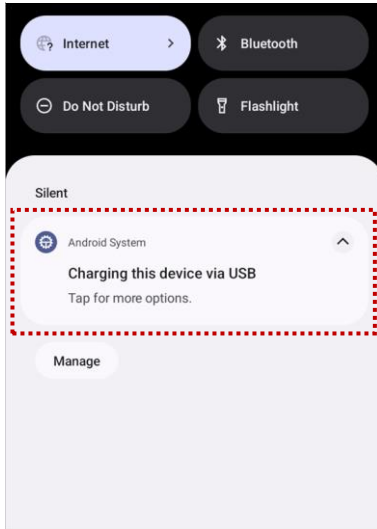 Internet
Bluetooth
Do Not Disturb
Flashlight
Silent
Android System
Charging this device via USB
Tap for more options.
Manage